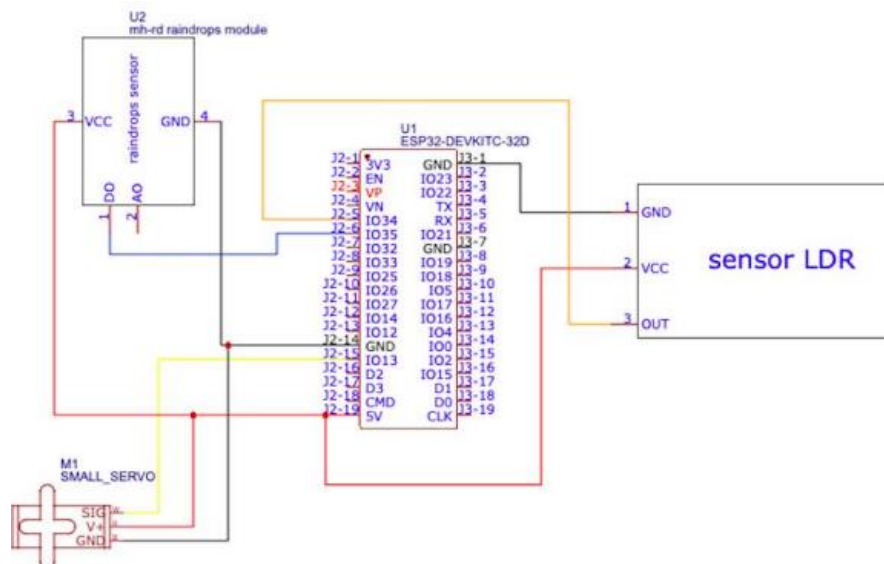 U2
mh-rd raindrops module
raindrops sensor
3 VCC GND 4
DO AO
1 2
U1
ESP32-DEVKITC-32D
J2-1 3V3 GND J3-1
J2-2 EN IO23 J3-2
J2-3 VP IO22 J3-3
J2-4 VN TX J3-4
J2-5 IO34 RX J3-5
J2-6 IO35 IO21 J3-6
J2-7 IO32 GND J3-7
J2-8 IO33 IO19 J3-8
J2-9 IO25 IO18 J3-9
J2-10 IO26 IO5 J3-10
J2-11 IO27 IO17 J3-11
J2-12 IO14 IO16 J3-12
J2-13 IO12 IO4 J3-13
J2-14 GND IO0 J3-14
J2-15 IO13 IO2 J3-15
J2-16 D2 IO15 J3-16
J2-17 D3 D1 J3-17
J2-18 CMD D0 J3-18
J2-19 5V CLK J3-19
1 GND
2 VCC
3 OUT
sensor LDR
M1
SMALL_SERVO
SIG
V+
GND